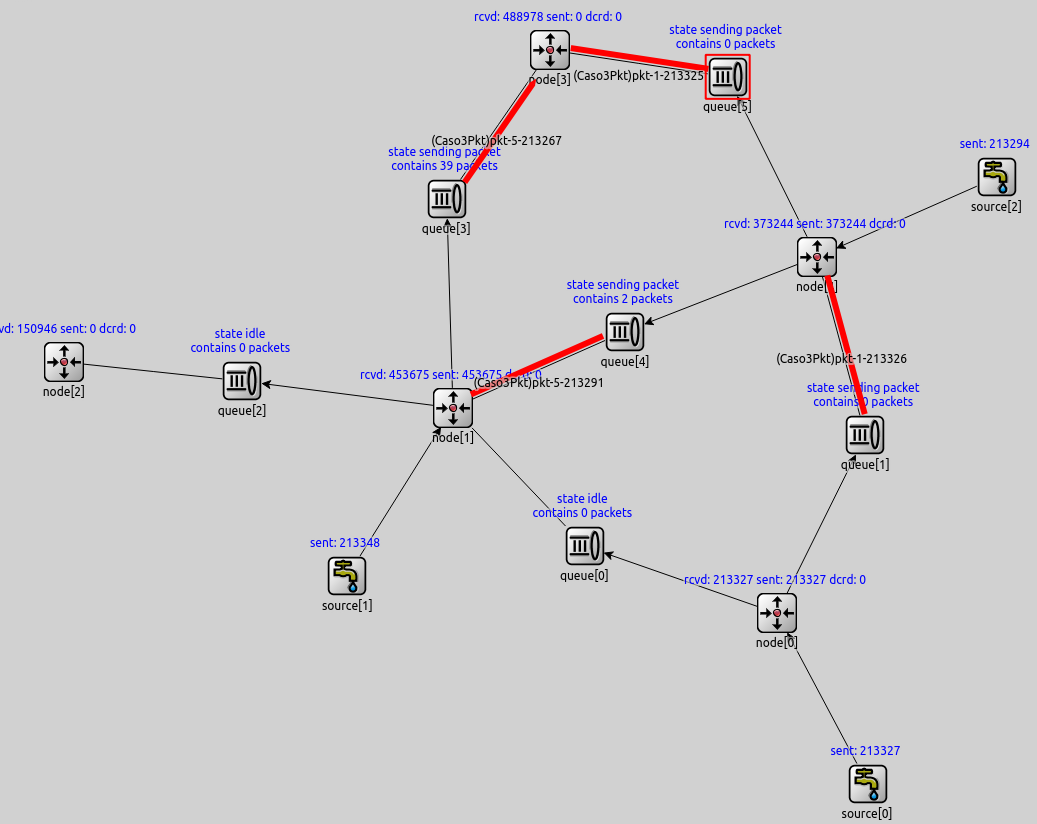 rcvd: 488978 sent: 0 dcrd: 0
state sending packet
contains 0 packets
node[3]
(Caso3Pkt)pkt-1-213325
queue[5]
(Caso3Pkt)pkt-5-213267
state sending packet
contains 39 packets
sent: 213294
source[2]
queue[3]
rcvd: 373244 sent: 373244 dcrd: 0
state sending packet
contains 2 packets
vd: 150946 sent: 0 dcrd: 0
state idle
contains 0 packets
queue[4]
(Caso3Pkt)pkt-1-213326
rcvd: 453675 sent: 453675 dcrd: 0
(Caso3Pkt)pkt-5-213291
state sending packet
contains 0 packets
node[2]
queue[2]
node[1]
queue[1]
state idle
contains 0 packets
sent: 213348
queue[0]
rcvd: 213327 sent: 213327 dcrd: 0
source[1]
node[0]
sent: 213327
source[0]